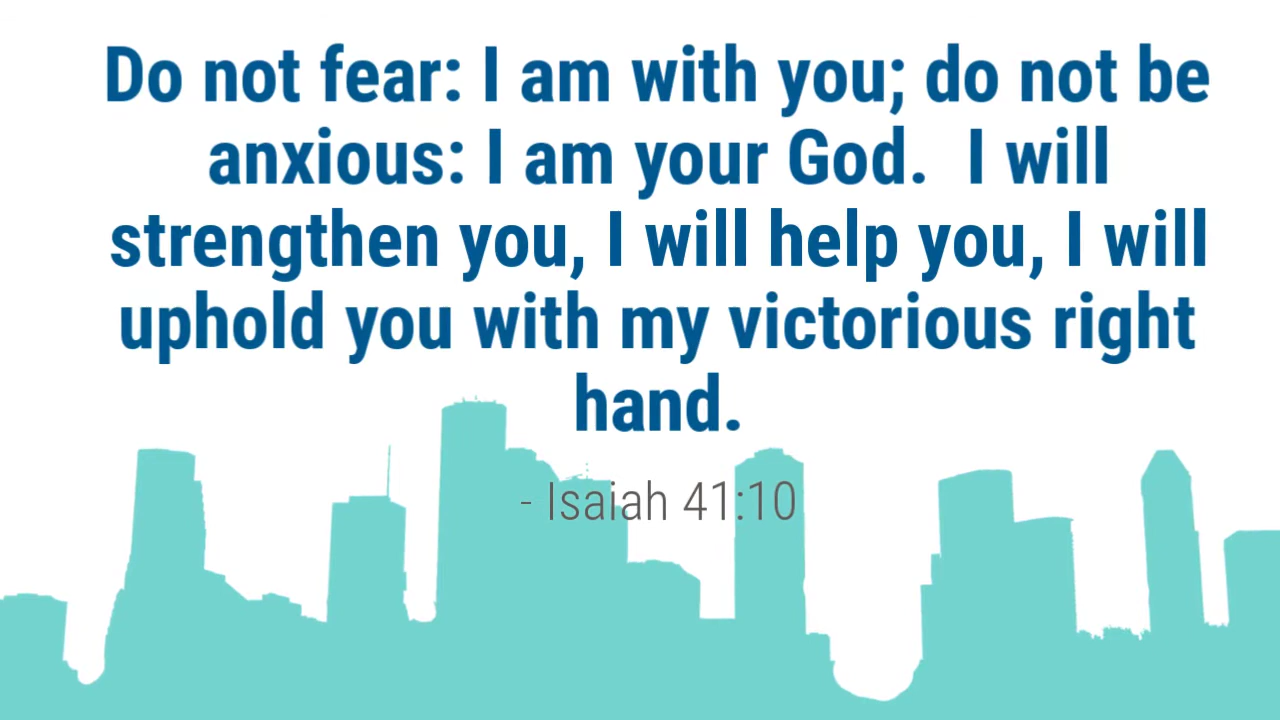 Do not fear: I am with you; do not be
anxious: I am your God.  I will
strengthen you, I will help you, I will
uphold you with my victorious right
hand.
- Isaiah 41:10